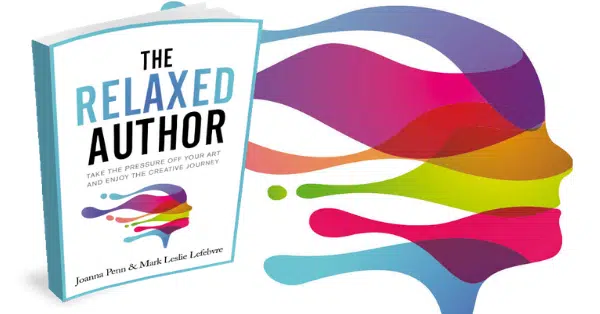 THE
RELAXED
AUTHOR
TAKE THE PRESSURE OFF YOUR ART
AND ENJOY THE CREATIVE JOURNEY
Joanna Penn & Mark Leslie Lefebvre